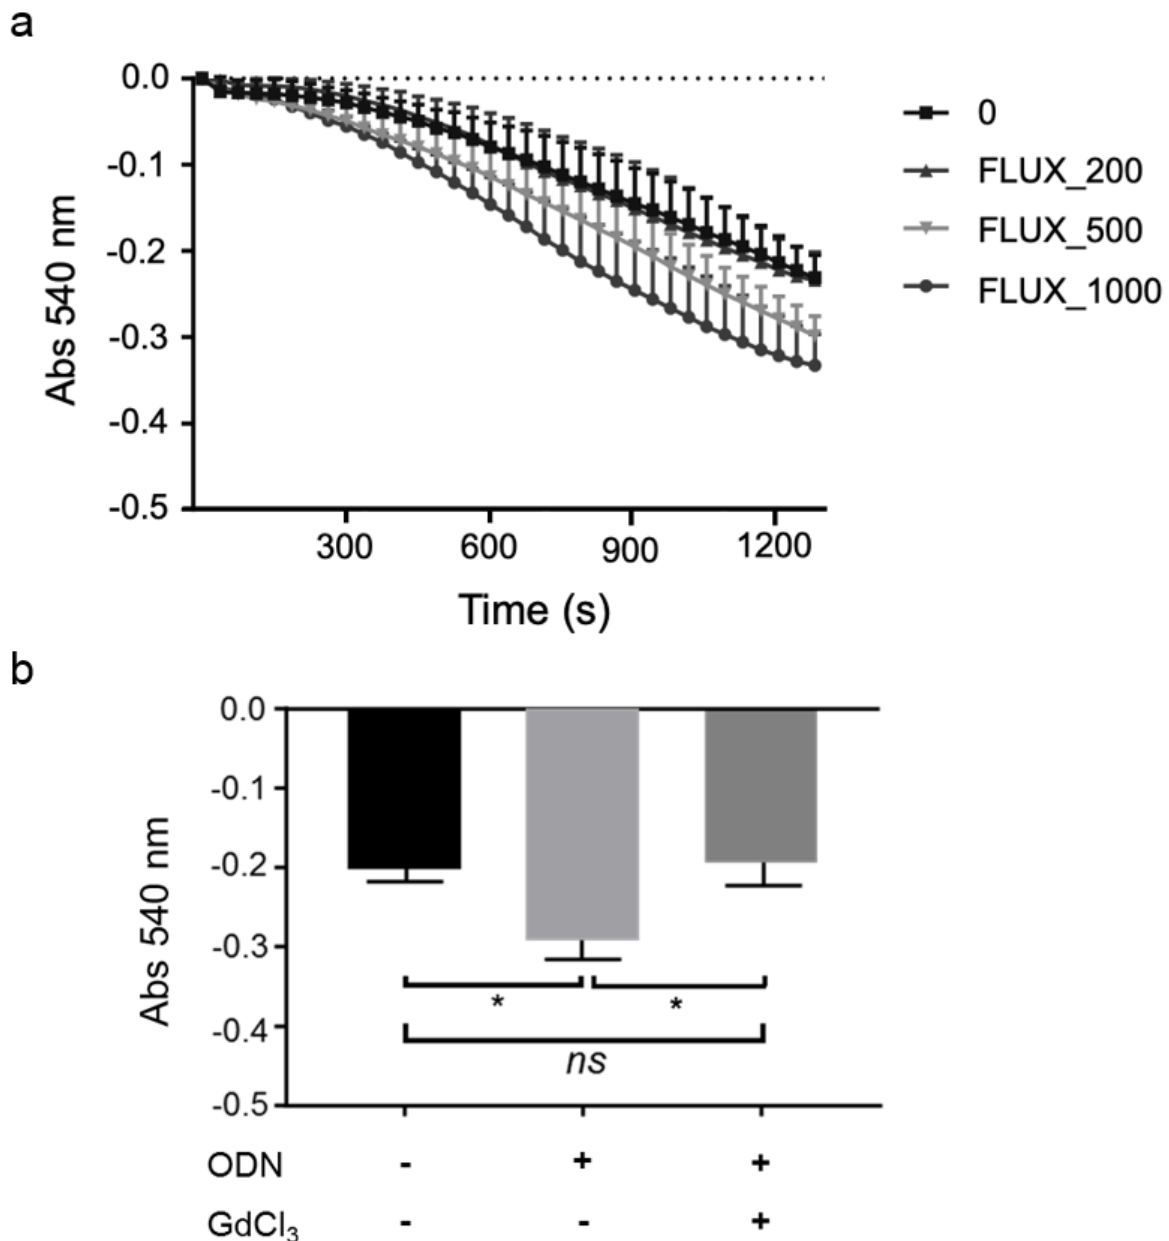 a
0.0
-0.1
-0.2
-0.3
-0.4
-0.5
Abs 540 nm
300 600 900 1200
Time (s)
0
FLUX_200
FLUX_500
FLUX_1000
b
0.0
-0.1
-0.2
-0.3
-0.4
-0.5
Abs 540 nm
* *
ns
ODN - + +
GdCl₃ - - +